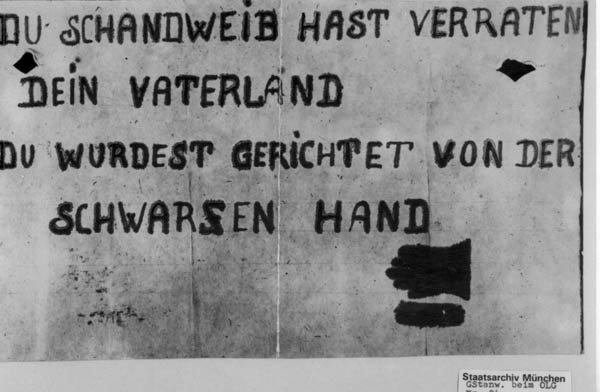 DU SCHANDWEIB HAST VERRATEN
DEIN VATERLAND
DU WURDEST GERICHTET VON DER
SCHWARSEN HAND
Staatsarchiv München
GStanw. beim OLG